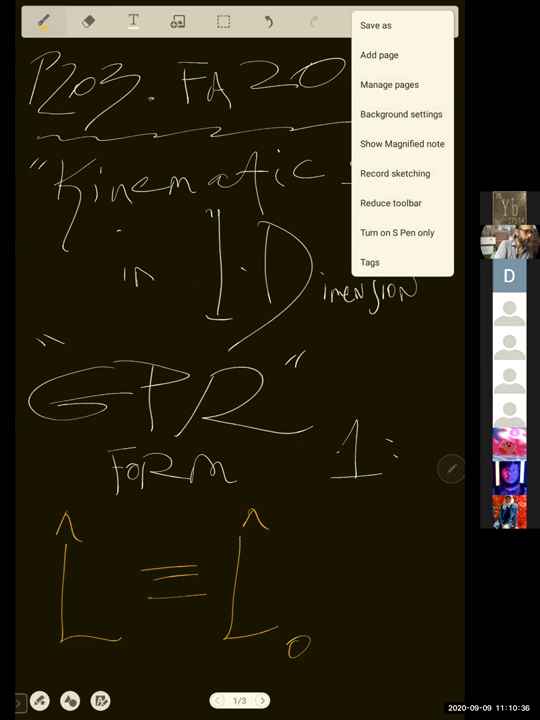 T
Save as
Add page
Manage pages
Background settings
Show Magnified note
Record sketching
Reduce toolbar
Turn on S Pen only
Tags
P203. FA 20
"Kinematic
in 1-Dimension
"GPR"
FORM 1:
L̂ ≡ L̂₀
Yb
D
1/3
2020-09-09 11:10:36